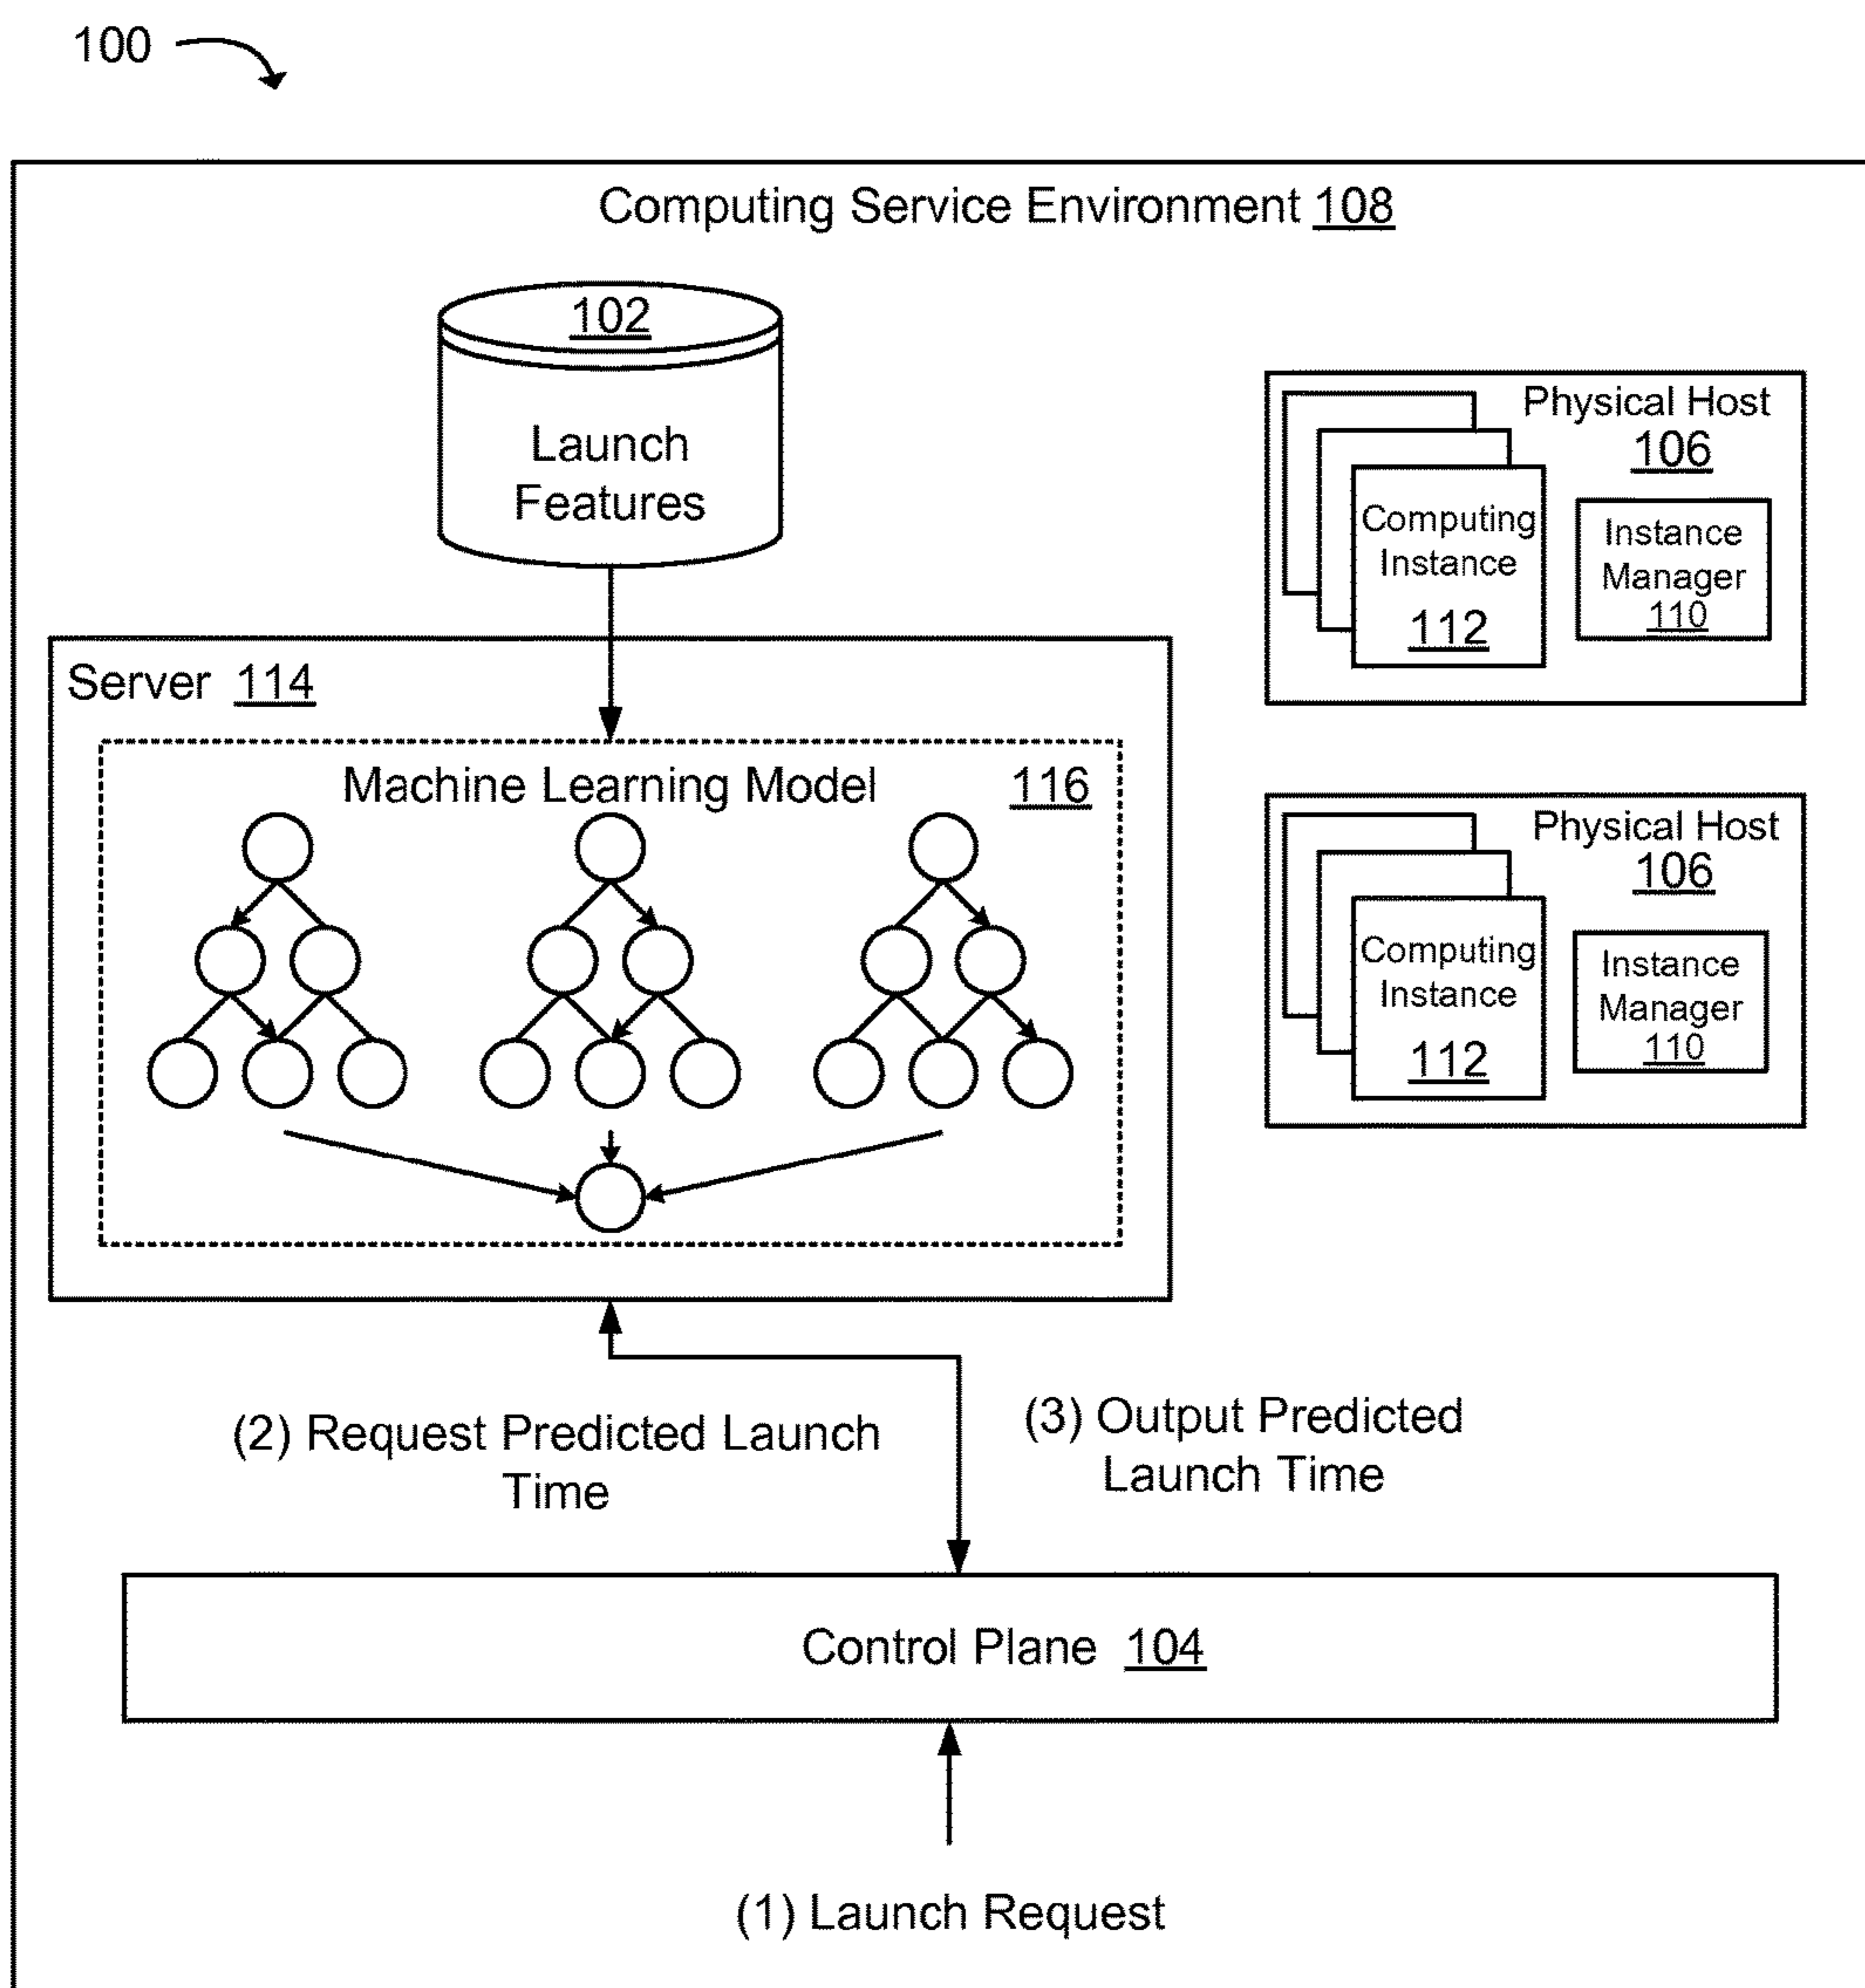 100
Computing Service Environment 108
102
Launch
Features
Physical Host
106
Computing
Instance
112
Instance
Manager
110
Server 114
Machine Learning Model 116
Physical Host
106
Computing
Instance
112
Instance
Manager
110
(2) Request Predicted Launch
Time
(3) Output Predicted
Launch Time
Control Plane 104
(1) Launch Request